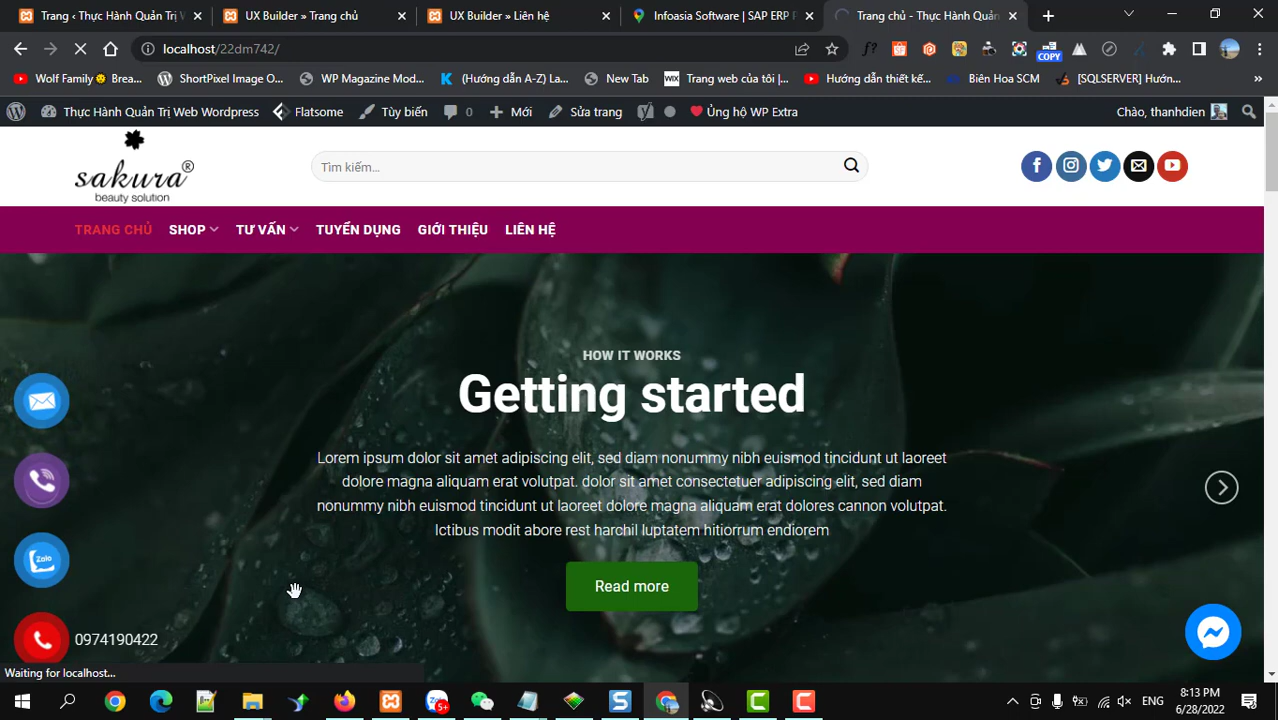 Trang ‹ Thực Hành Quản Trị W
UX Builder » Trang chủ
UX Builder » Liên hệ
Infoasia Software | SAP ERP F
Trang chủ - Thực Hành Quản
localhost/22dm742/
f?
COPY
Wolf Family😊 Brea...
ShortPixel Image O...
WP Magazine Mod...
(Hướng dẫn A-Z) La...
New Tab
WIX
Trang web của tôi |...
Hướng dẫn thiết kế...
Biên Hoa SCM
[SQLSERVER] Hướn...
»
Thực Hành Quản Trị Web Wordpress
Flatsome
Tùy biến
0
Mới
Sửa trang
Ủng hộ WP Extra
Chào, thanhdien
sakura®
beauty solution
Tìm kiếm...
TRANG CHỦ
SHOP
TƯ VẤN
TUYỂN DỤNG
GIỚI THIỆU
LIÊN HỆ
HOW IT WORKS
Getting started
Lorem ipsum dolor sit amet adipiscing elit, sed diam nonummy nibh euismod tincidunt ut laoreet
dolore magna aliquam erat volutpat. dolor sit amet consectetuer adipiscing elit, sed diam
nonummy nibh euismod tincidunt ut laoreet dolore magna aliquam erat dolores cannon volutpat.
Ictibus modit abore rest harchil luptatem hitiorrum endiorem
Read more
Zalo
0974190422
Waiting for localhost...
5+
ENG
8:13 PM
6/28/2022